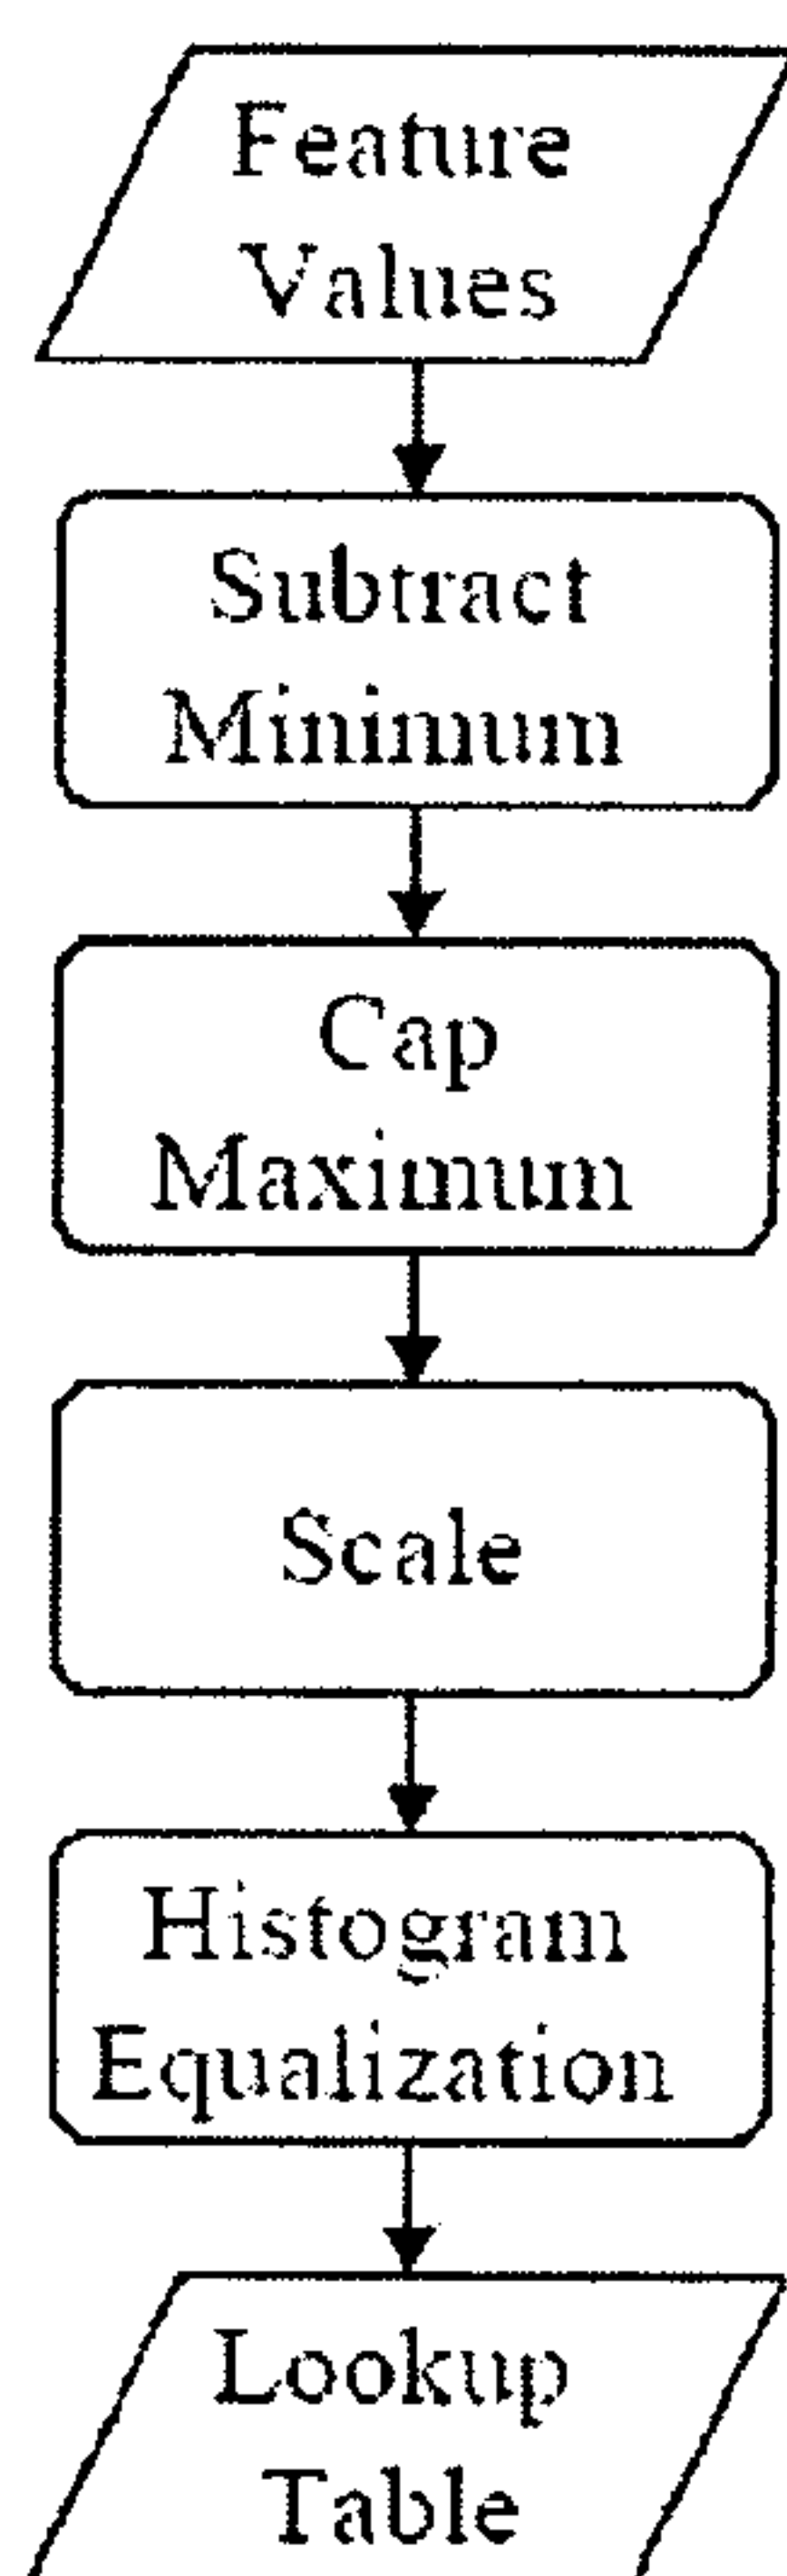 Feature
Values
Subtract
Minimum
Cap
Maximum
Scale
Histogram
Equalization
Lookup
Table